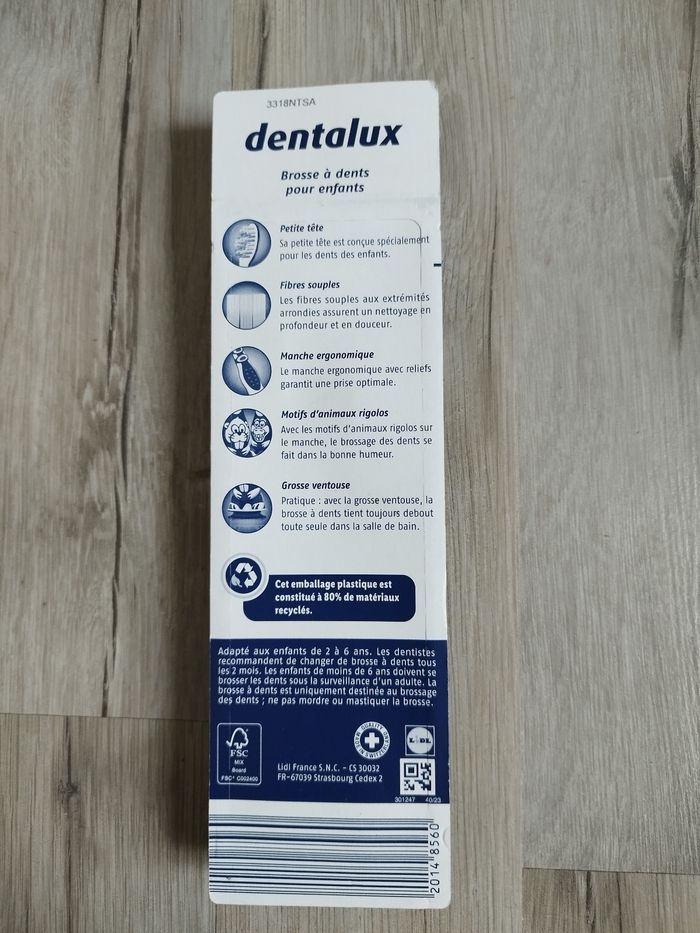 3318NTSA
dentalux
Brosse à dents
pour enfants
Petite tête
Sa petite tête est conçue spécialement
pour les dents des enfants.
Fibres souples
Les fibres souples aux extrémités
arrondies assurent un nettoyage en
profondeur et en douceur.
Manche ergonomique
Le manche ergonomique avec reliefs
garantit une prise optimale.
Motifs d'animaux rigolos
Avec les motifs d'animaux rigolos sur
le manche, le brossage des dents se
fait dans la bonne humeur.
Grosse ventouse
Pratique : avec la grosse ventouse, la
brosse à dents tient toujours debout
toute seule dans la salle de bain.
Cet emballage plastique est
constitué à 80% de matériaux
recyclés.
Adapté aux enfants de 2 à 6 ans. Les dentistes
recommandent de changer de brosse à dents tous
les 2 mois. Les enfants de moins de 6 ans doivent se
brosser les dents sous la surveillance d'un adulte. La
brosse à dents est uniquement destinée au brossage
des dents ; ne pas mordre ou mastiquer la brosse.
FSC
MIX
Board
FSC® C002400
Lidl France S.N.C. - CS 30032
FR-67039 Strasbourg Cedex 2
LIDL
301247 40/23
2014 8560